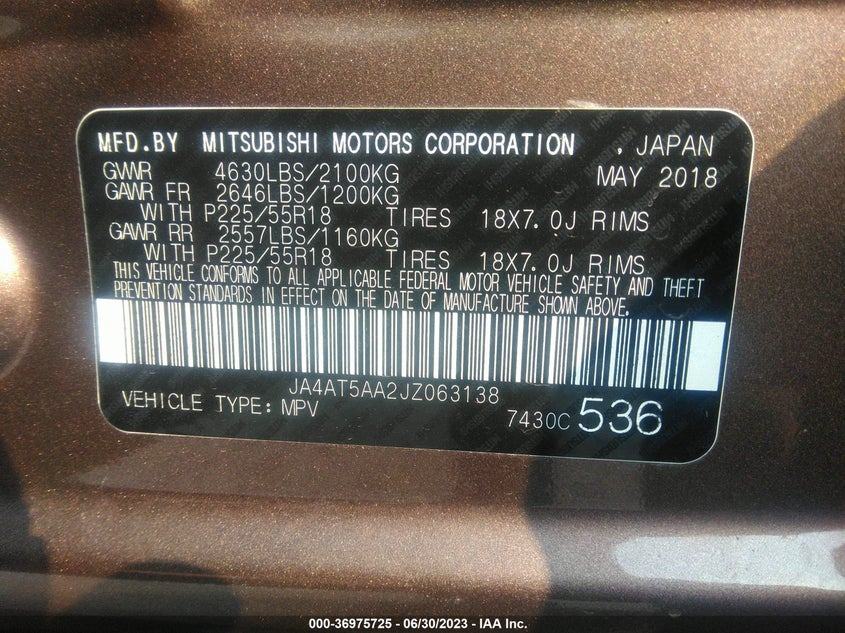 MFD.BY MITSUBISHI MOTORS CORPORATION , JAPAN
GVWR 4630LBS/2100KG MAY 2018
GAWR FR 2646LBS/1200KG
WITH P225/55R18 TIRES 18X7.0J RIMS
GAWR RR 2557LBS/1160KG
WITH P225/55R18 TIRES 18X7.0J RIMS
THIS VEHICLE CONFORMS TO ALL APPLICABLE FEDERAL MOTOR VEHICLE SAFETY AND THEFT
PREVENTION STANDARDS IN EFFECT ON THE DATE OF MANUFACTURE SHOWN ABOVE.
JA4AT5AA2JZ063138
VEHICLE TYPE: MPV 7430C 536
000-36975725 - 06/30/2023 - IAA Inc.